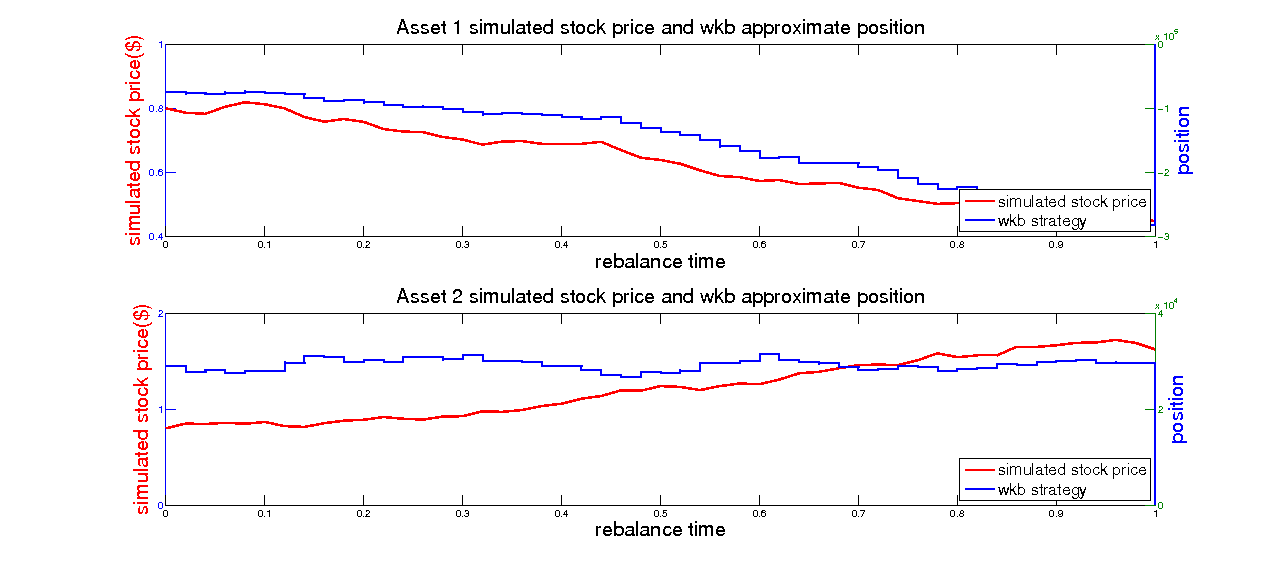 Asset 1 simulated stock price and wkb approximate position
simulated stock price($)
1
0.8
0.6
0.4
x 10^5
0
-1
-2
-3
position
simulated stock price
wkb strategy
0 0.1 0.2 0.3 0.4 0.5 0.6 0.7 0.8 0.9 1
rebalance time
Asset 2 simulated stock price and wkb approximate position
simulated stock price($)
2
1
0
x 10^4
4
2
0
position
simulated stock price
wkb strategy
0 0.1 0.2 0.3 0.4 0.5 0.6 0.7 0.8 0.9 1
rebalance time